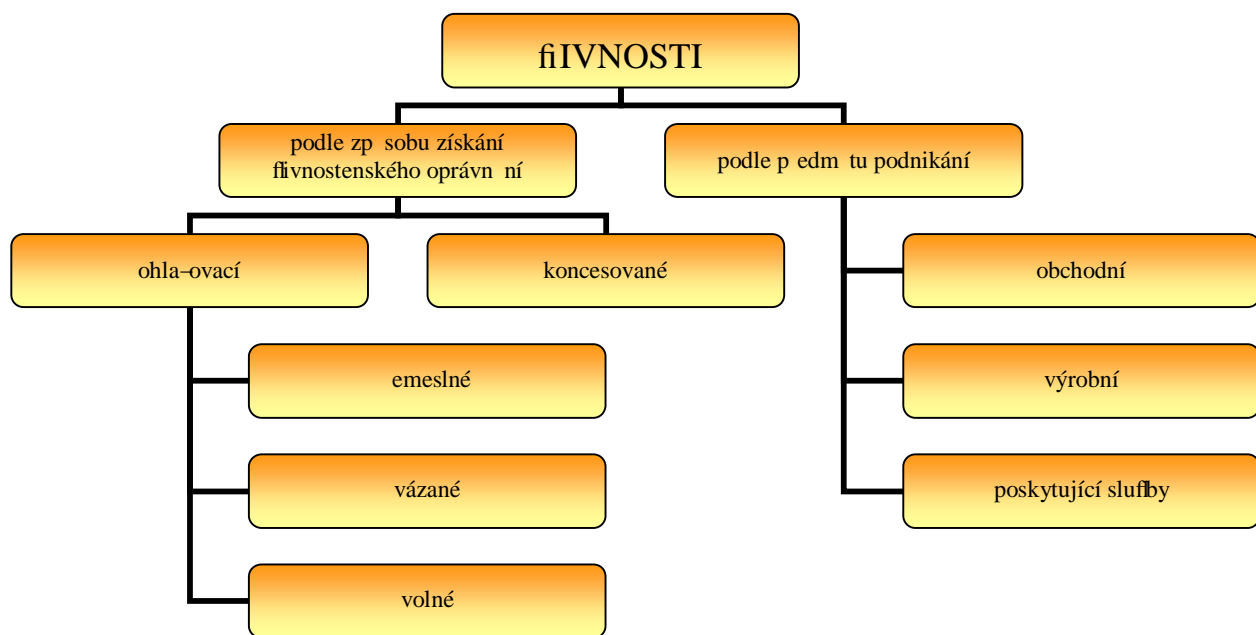 fiIVNOSTI
podle zp sobu získání
flivnostenského oprávn ní
podle p edm tu podnikání
ohla–ovací
koncesované
obchodní
emeslné
výrobní
vázané
poskytující sluflby
volné